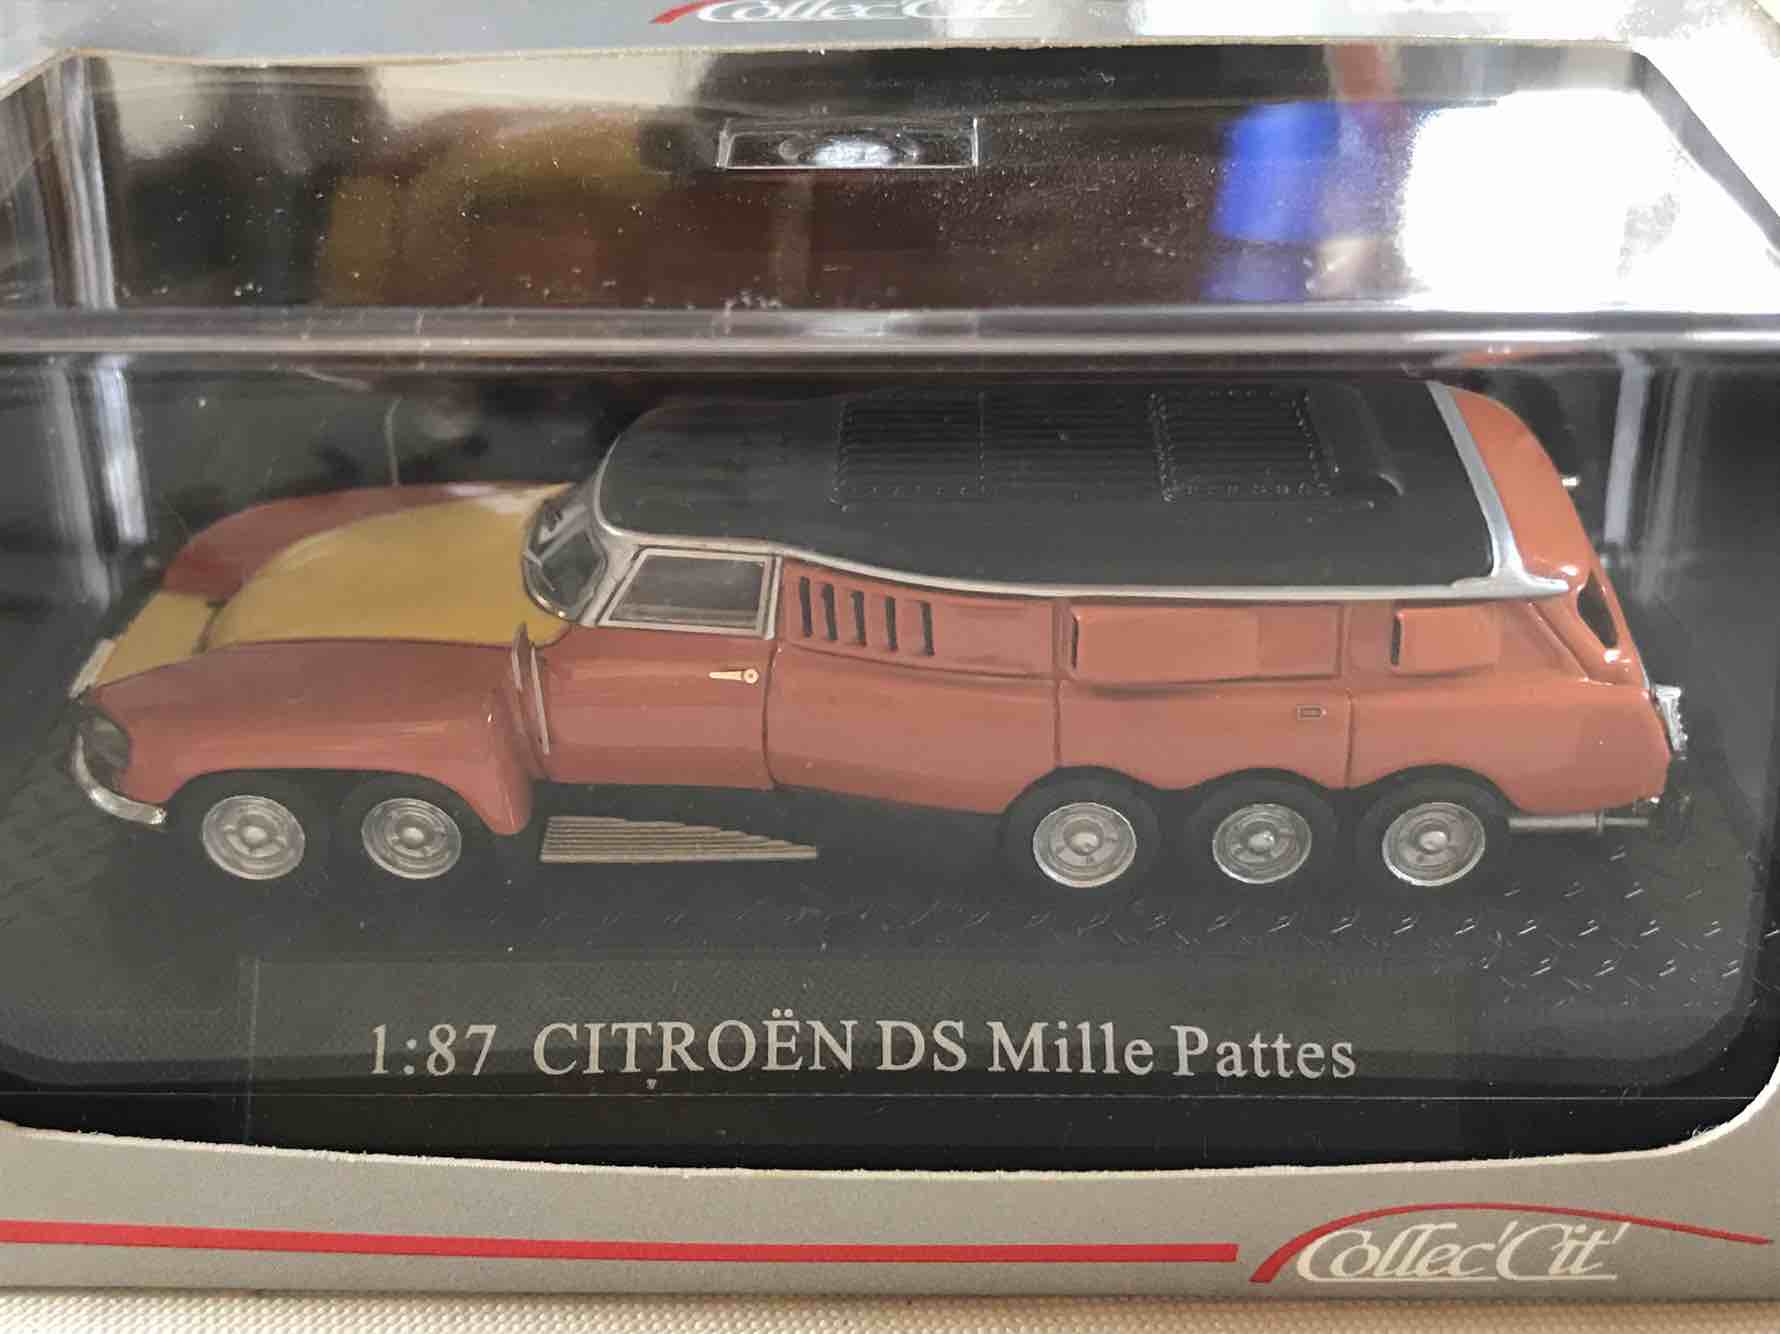 Collec'Cit'
1:87 CITROËN DS Mille Pattes
Collec'Cit'